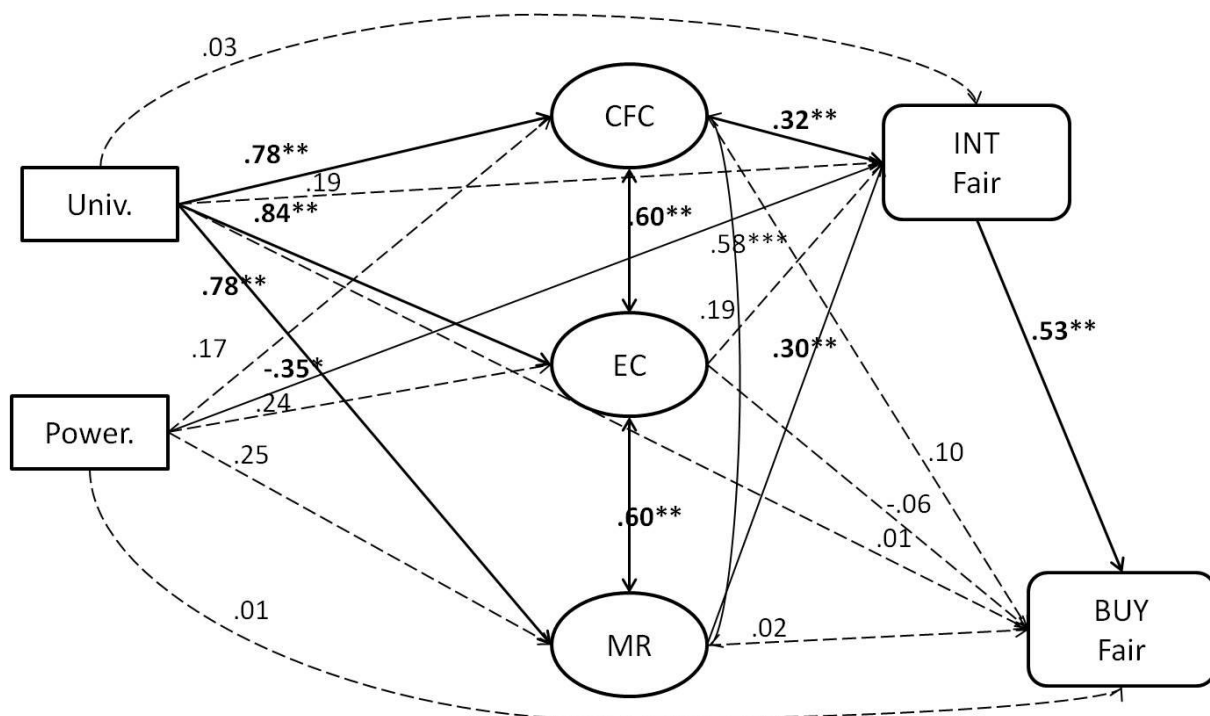 .03
CFC
.32**
INT
Fair
.78**
.19
Univ.
.84**
.60**
.58***
.78**
.19
.17
-.35*
EC
.30**
.53**
.24
Power.
.25
.10
-.06
.60**
.01
.01
.02
MR
BUY
Fair